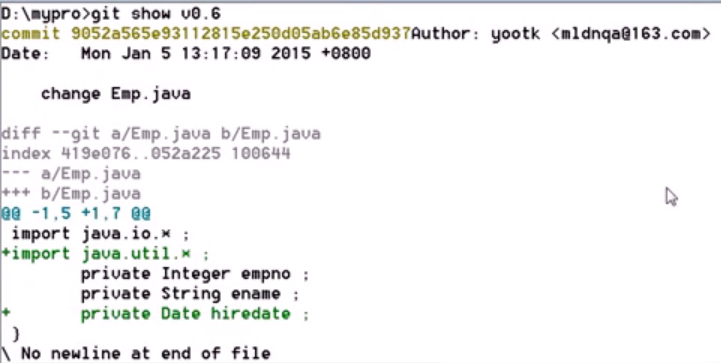 D:\mypro>git show v0.6
commit 9052a565e93112815e250d05ab6e85d937Author: yootk <mldnqa@163.com>
Date:   Mon Jan 5 13:17:09 2015 +0800
    change Emp.java
diff --git a/Emp.java b/Emp.java
index 419e076..052a225 100644
--- a/Emp.java
+++ b/Emp.java
@@ -1,5 +1,7 @@
 import java.io.* ;
+import java.util.* ;
        private Integer empno ;
        private String ename ;
+       private Date hiredate ;
 }
\ No newline at end of file